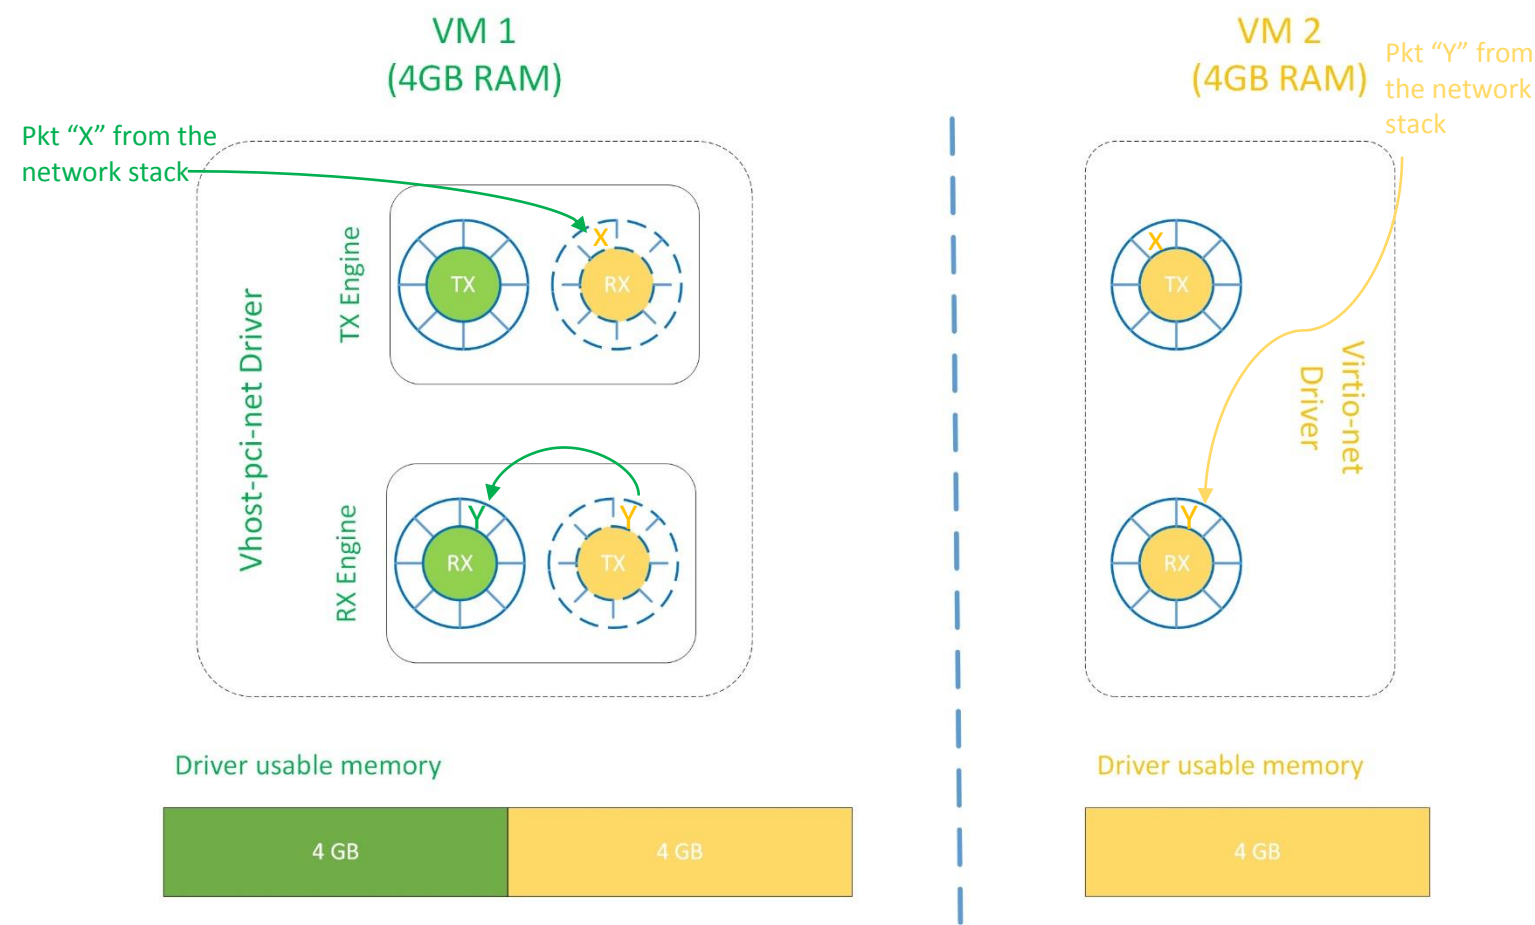 VM 1
(4GB RAM)
VM 2
(4GB RAM)
Pkt “Y” from
the network
stack
Pkt “X” from the
network stack
Vhost-pci-net Driver
TX Engine
TX
X
RX
RX Engine
Y
RX
Y
TX
X
TX
Virtio-net
Driver
Y
RX
Driver usable memory
4 GB
4 GB
Driver usable memory
4 GB